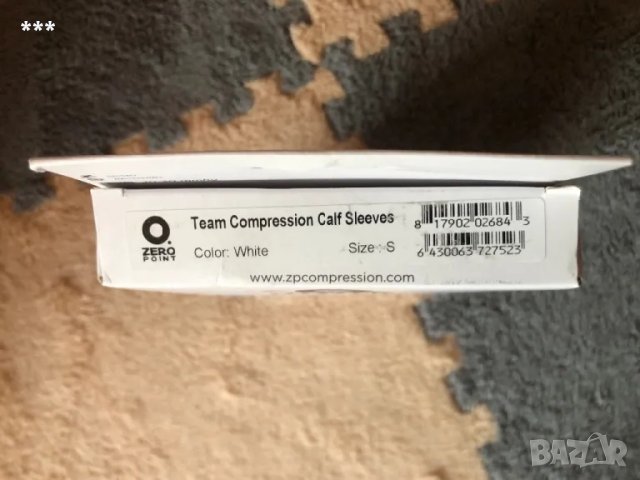 ***
ZERO
POINT
Team Compression Calf Sleeves
Color: White Size : S
8 17902 02684 3
6 430063 727523
www.zpcompression.com
BAZAR